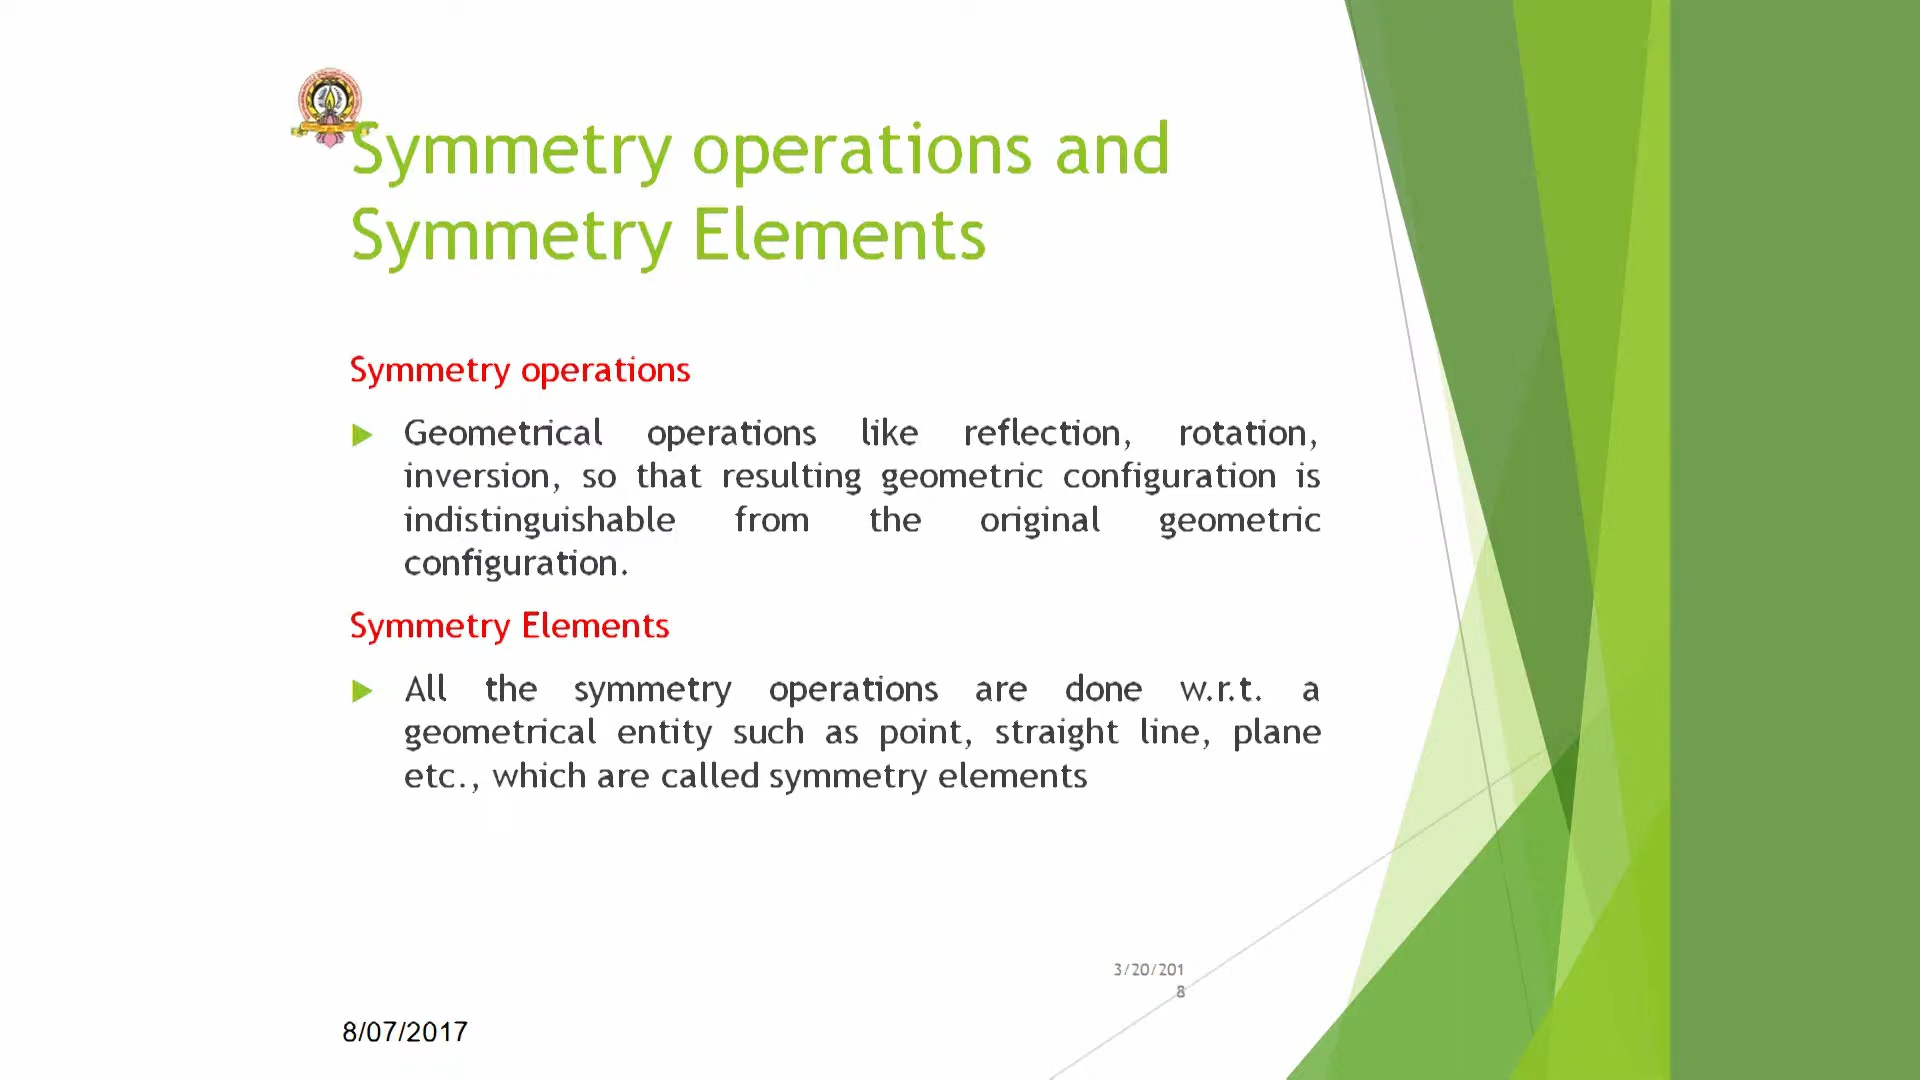 Symmetry operations and
Symmetry Elements
Symmetry operations
Geometrical operations like reflection, rotation,
inversion, so that resulting geometric configuration is
indistinguishable from the original geometric
configuration.
Symmetry Elements
All the symmetry operations are done w.r.t. a
geometrical entity such as point, straight line, plane
etc., which are called symmetry elements
3/20/201
8
8/07/2017